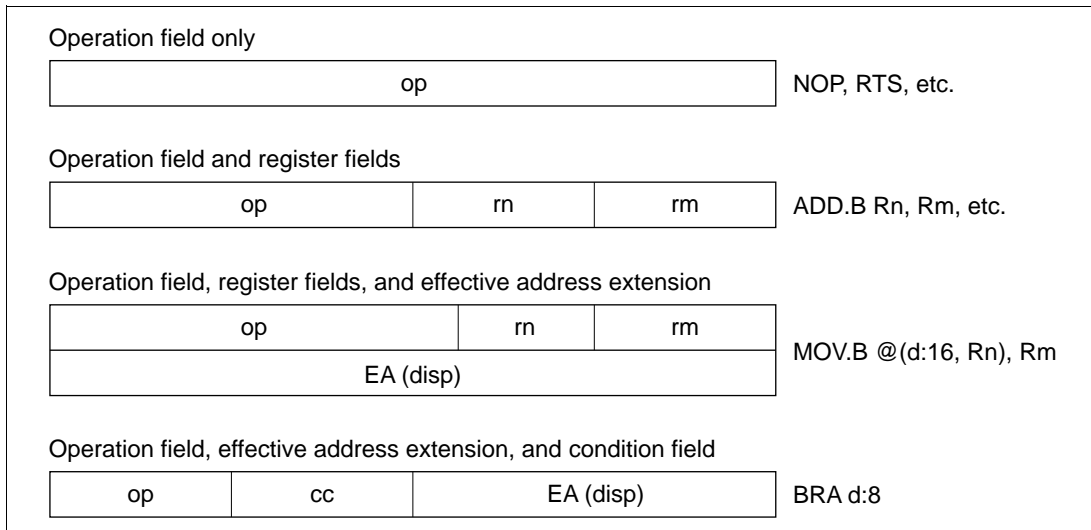 Operation field only
op
NOP, RTS, etc.
Operation field and register fields
op rn rm
ADD.B Rn, Rm, etc.
Operation field, register fields, and effective address extension
op rn rm
MOV.B @(d:16, Rn), Rm
EA (disp)
Operation field, effective address extension, and condition field
op cc EA (disp)
BRA d:8